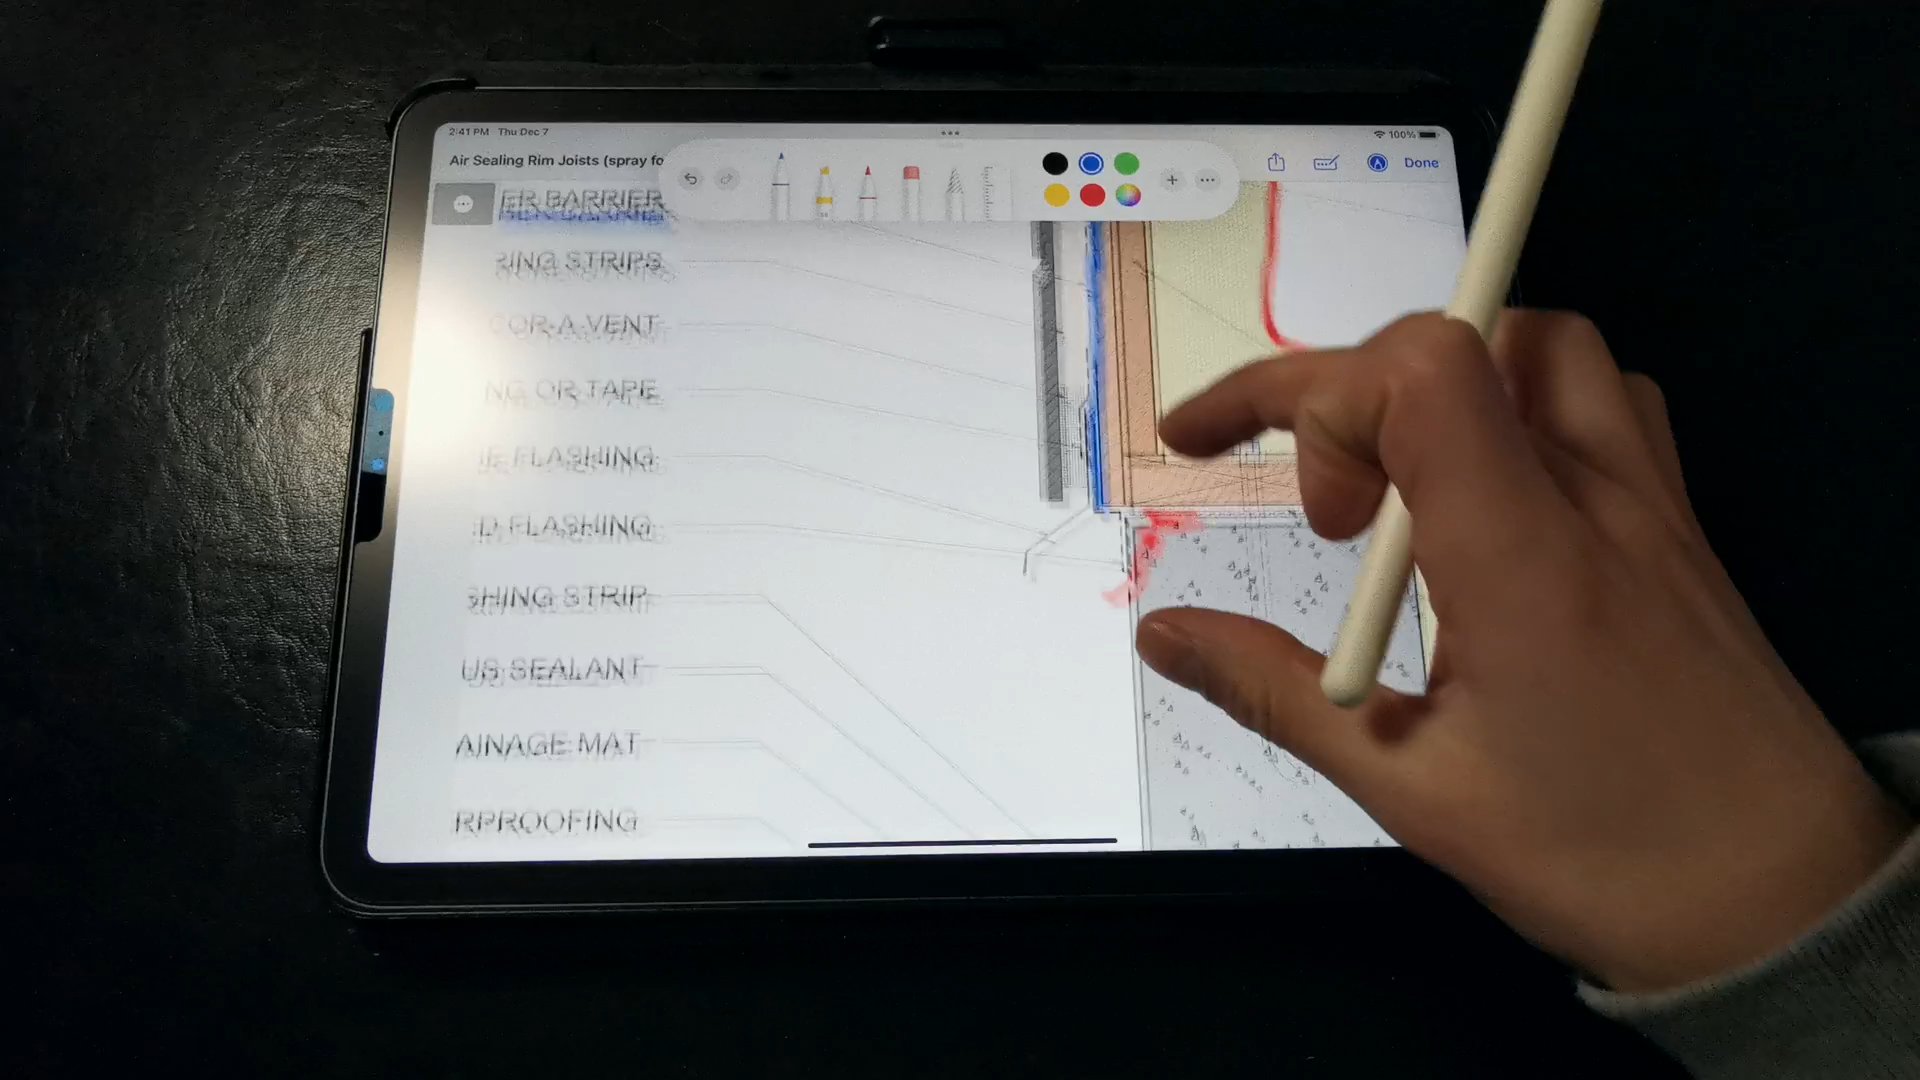 2:41 PM Thu Dec 7
100%
Air Sealing Rim Joists (spray fo
Done
ER BARRIER
RING STRIPS
COR-A-VENT
NG OR TAPE
FLASHING
D FLASHING
SHING STRIP
US SEALANT
AINAGE MAT
RPROOFING